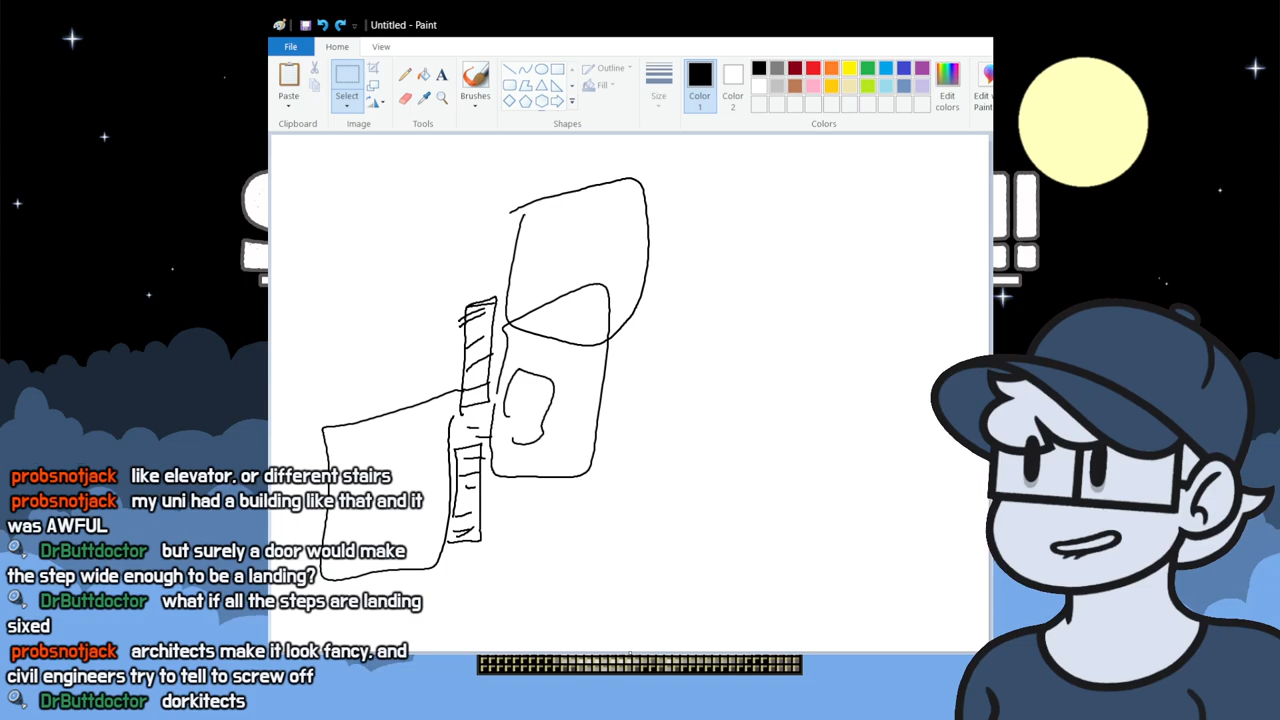 Untitled - Paint
File Home View
Outline
Fill
Paste Select Brushes Size Color 1 Color 2 Edit colors Edit w Pain
Clipboard Image Tools Shapes Colors
probsnotjack like elevator, or different stairs
probsnotjack my uni had a building like that and it
was AWFUL
DrButtdoctor but surely a door would make
the step wide enough to be a landing?
DrButtdoctor what if all the steps are landing
sixed
probsnotjack architects make it look fancy, and
civil engineers try to tell to screw off
DrButtdoctor dorkitects